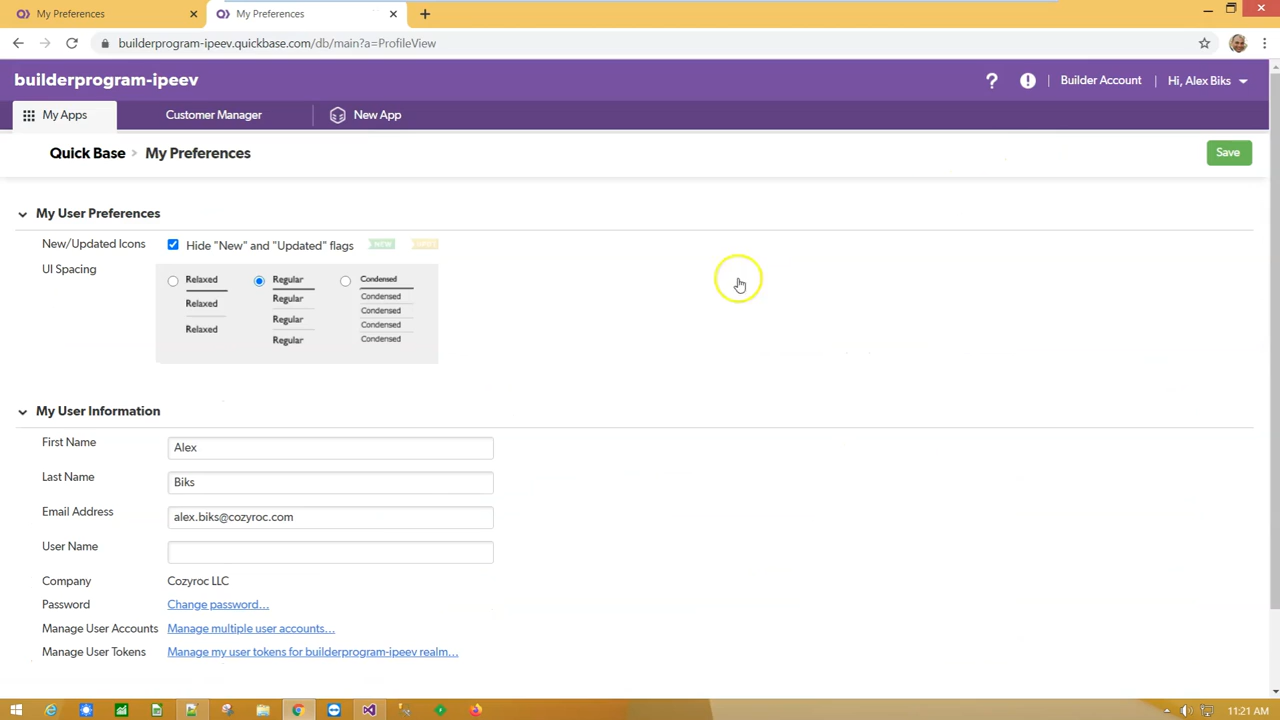 My Preferences
My Preferences
builderprogram-ipeev.quickbase.com/db/main?a=ProfileView
builderprogram-ipeev
Builder Account
Hi, Alex Biks
My Apps
Customer Manager
New App
Quick Base > My Preferences
Save
My User Preferences
New/Updated Icons
Hide "New" and "Updated" flags
NEW
UI Spacing
Relaxed
Regular
Condensed
Relaxed
Regular
Condensed
Condensed
Relaxed
Regular
Condensed
Regular
Condensed
My User Information
First Name
Alex
Last Name
Biks
Email Address
alex.biks@cozyroc.com
User Name
Company
Cozyroc LLC
Password
Change password...
Manage User Accounts
Manage multiple user accounts...
Manage User Tokens
Manage my user tokens for builderprogram-ipeev realm...
11:21 AM